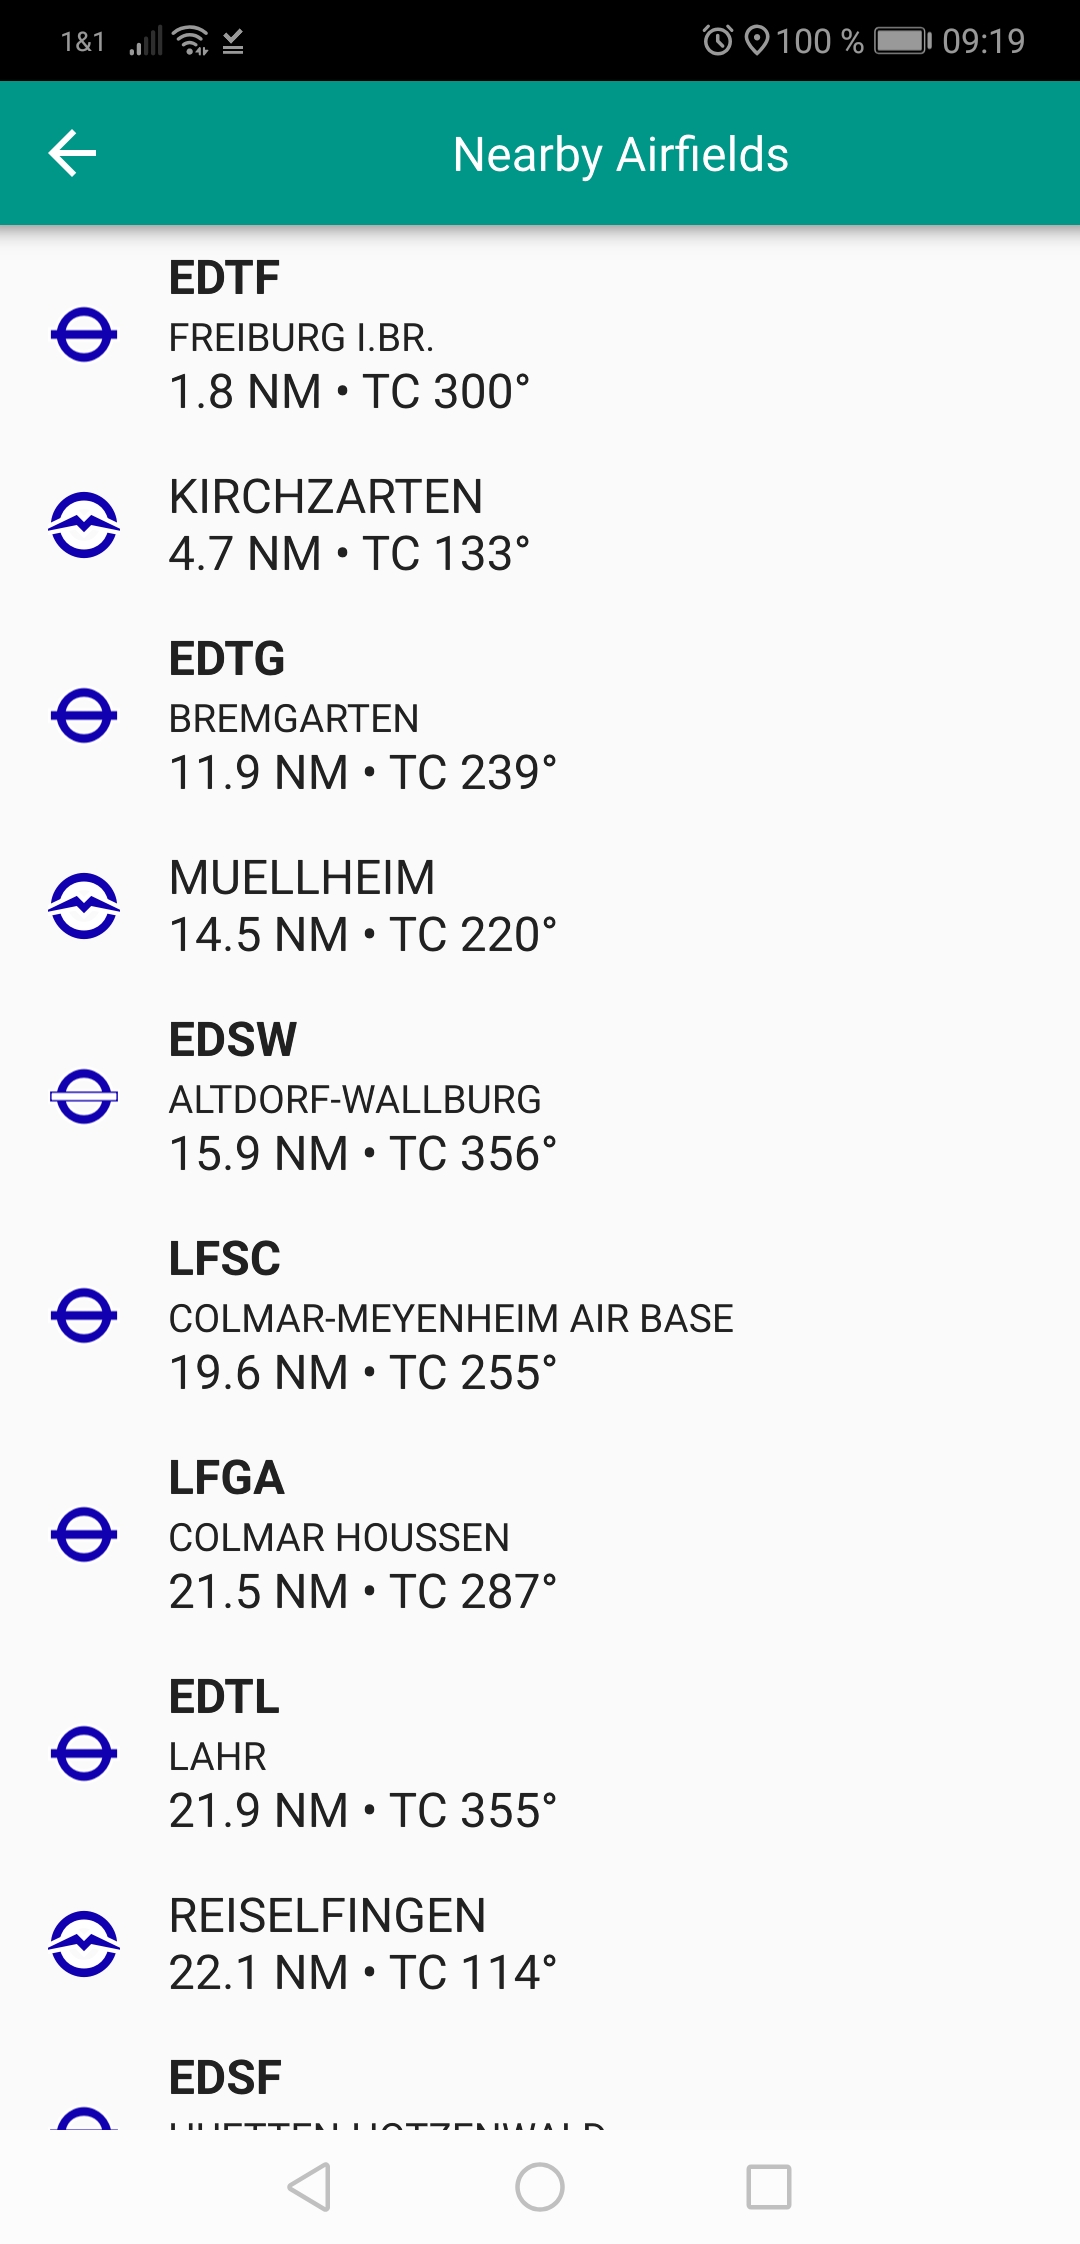 1&1 100 % 09:19
Nearby Airfields
EDTF
FREIBURG I.BR.
1.8 NM • TC 300°
KIRCHZARTEN
4.7 NM • TC 133°
EDTG
BREMGARTEN
11.9 NM • TC 239°
MUELLHEIM
14.5 NM • TC 220°
EDSW
ALTDORF-WALLBURG
15.9 NM • TC 356°
LFSC
COLMAR-MEYENHEIM AIR BASE
19.6 NM • TC 255°
LFGA
COLMAR HOUSSEN
21.5 NM • TC 287°
EDTL
LAHR
21.9 NM • TC 355°
REISELFINGEN
22.1 NM • TC 114°
EDSF